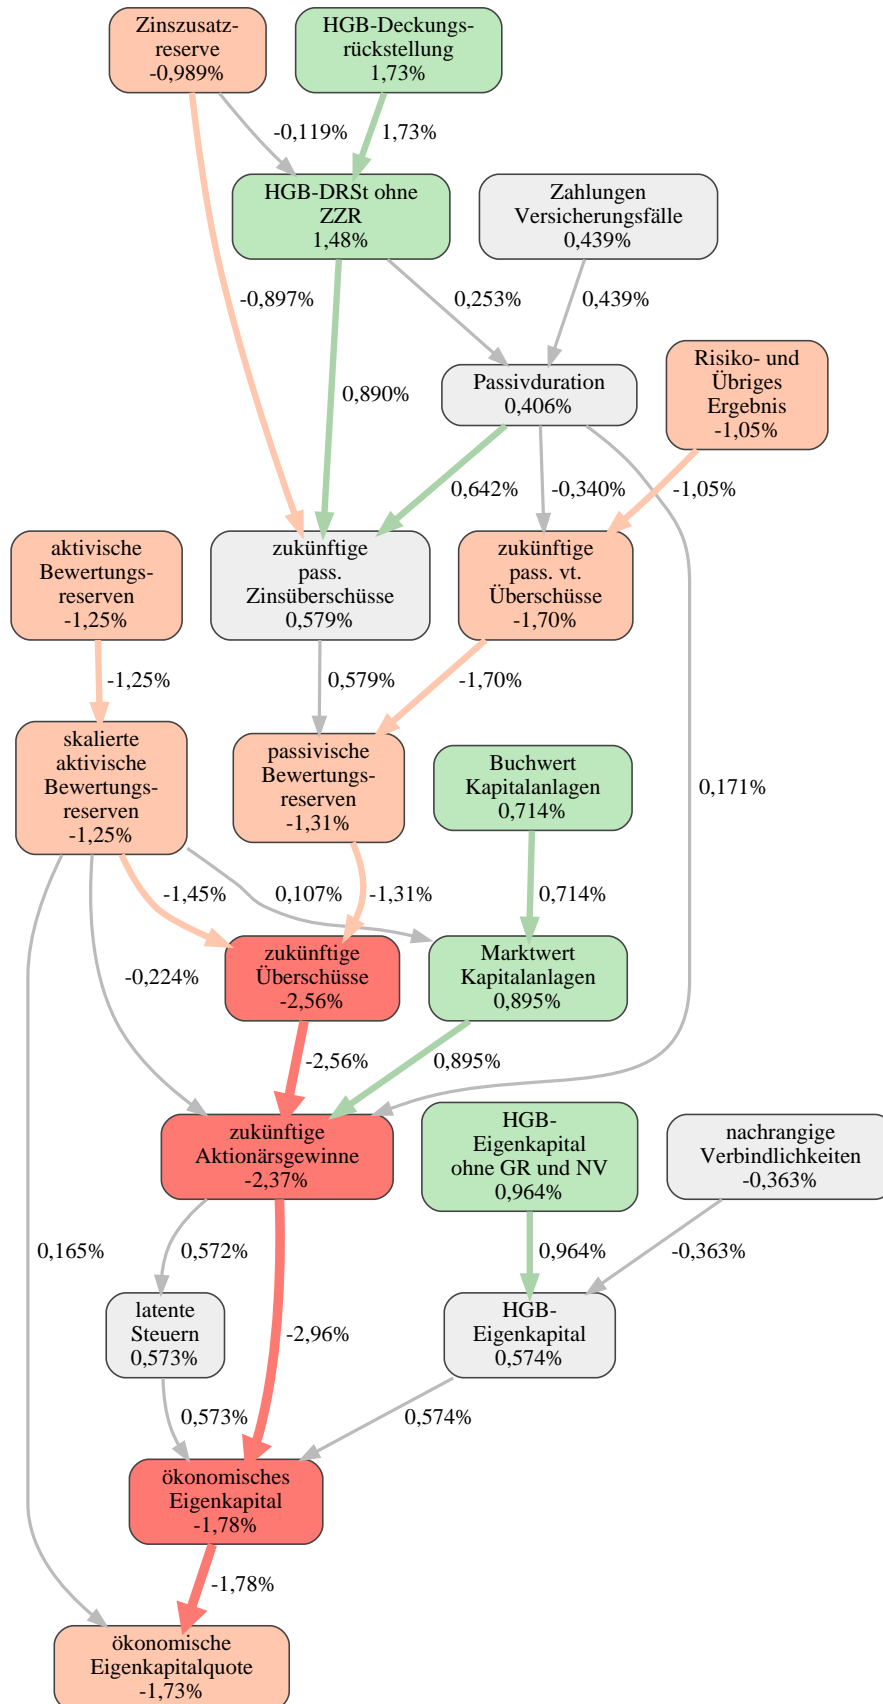 Zinszusatz-
reserve
-0,989%
HGB-Deckungs-
rückstellung
1,73%
-0,119%
1,73%
HGB-DRSt ohne
ZZR
1,48%
Zahlungen
Versicherungsfälle
0,439%
-0,897%
0,253%
0,439%
Passivduration
0,406%
Risiko- und
Übriges
Ergebnis
-1,05%
0,890%
0,642%
-0,340%
-1,05%
aktivische
Bewertungs-
reserven
-1,25%
zukünftige
pass.
Zinsüberschüsse
0,579%
zukünftige
pass. vt.
Überschüsse
-1,70%
-1,25%
0,579%
-1,70%
skalierte
aktivische
Bewertungs-
reserven
-1,25%
passivische
Bewertungs-
reserven
-1,31%
Buchwert
Kapitalanlagen
0,714%
0,171%
-1,45%
0,107%
-1,31%
0,714%
-0,224%
zukünftige
Überschüsse
-2,56%
Marktwert
Kapitalanlagen
0,895%
-2,56%
0,895%
zukünftige
Aktionärsgewinne
-2,37%
HGB-
Eigenkapital
ohne GR und NV
0,964%
nachrangige
Verbindlichkeiten
-0,363%
0,165%
0,572%
0,964%
-0,363%
latente
Steuern
0,573%
-2,96%
HGB-
Eigenkapital
0,574%
0,573%
0,574%
ökonomisches
Eigenkapital
-1,78%
-1,78%
ökonomische
Eigenkapitalquote
-1,73%